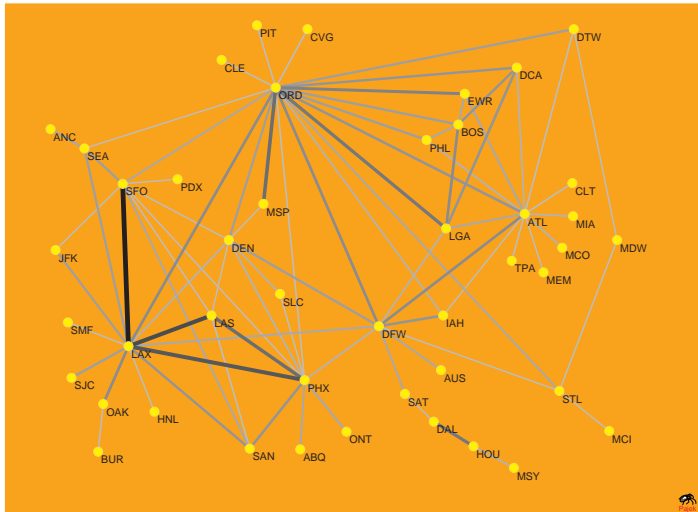 PIT
CVG
DTW
CLE
DCA
ORD
EWR
ANC
BOS
SEA
PHL
SFO
PDX
CLT
MSP
MIA
ATL
LGA
DEN
MCO
MDW
JFK
TPA
MEM
SLC
SMF
LAS
DFW
IAH
LAX
SJC
PHX
AUS
STL
OAK
HNL
SAT
DAL
ONT
MCI
BUR
SAN
ABQ
HOU
MSY
Pajek